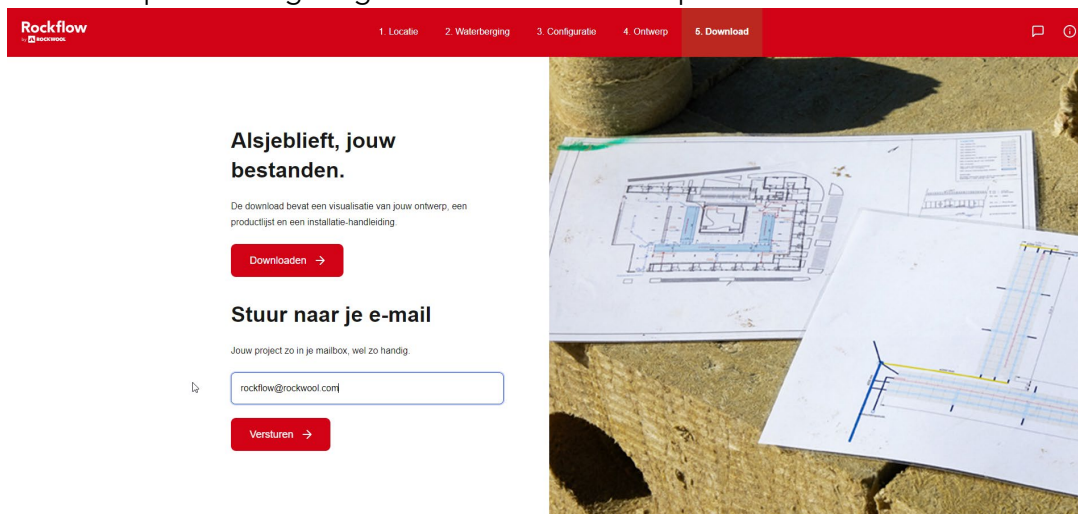 Rockflow
by ROCKWOOL
1. Locatie
2. Waterberging
3. Configuratie
4. Ontwerp
5. Download
Alsjeblieft, jouw
bestanden.
De download bevat een visualisatie van jouw ontwerp, een
productlijst en een installatie-handleiding.
Downloaden →
Stuur naar je e-mail
Jouw project zo in je mailbox, wel zo handig.
rockflow@rockwool.com
Versturen →